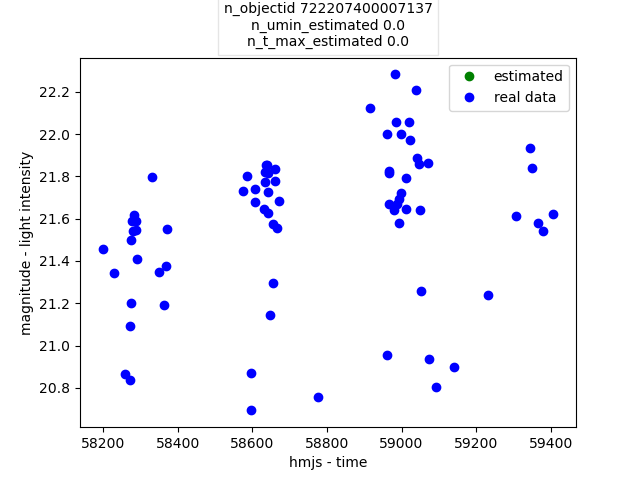 n_objectid 722207400007137
n_umin_estimated 0.0
n_t_max_estimated 0.0
estimated
real data
22.2
22.0
21.8
21.6
21.4
21.2
21.0
20.8
magnitude - light intensity
58200 58400 58600 58800 59000 59200 59400
hmjs - time